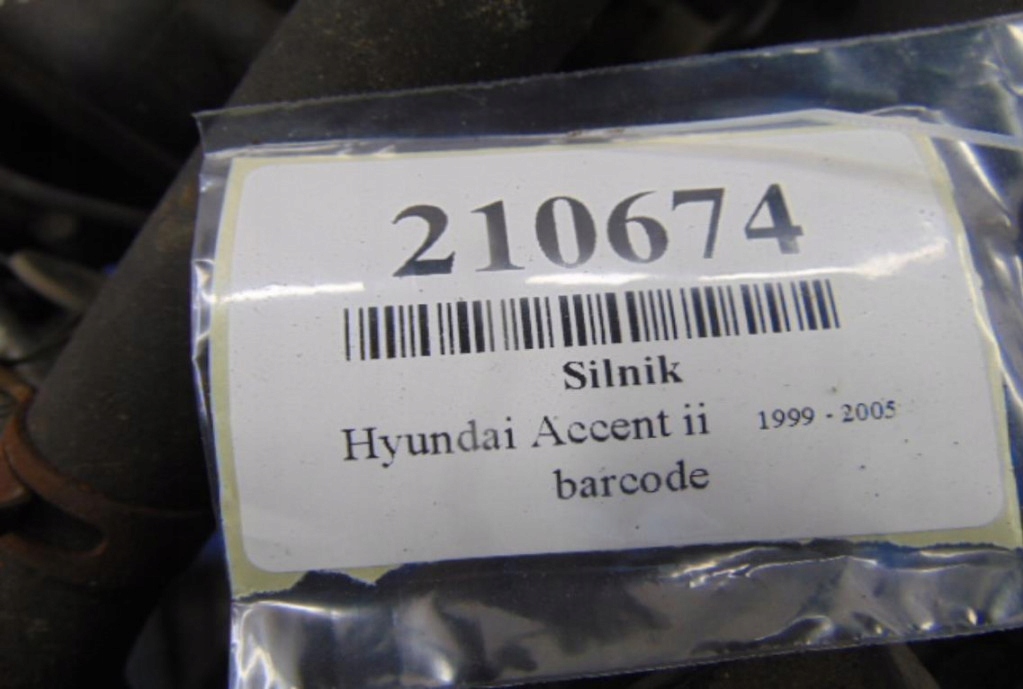 210674
Silnik
Hyundai Accent ii 1999 - 2005
barcode